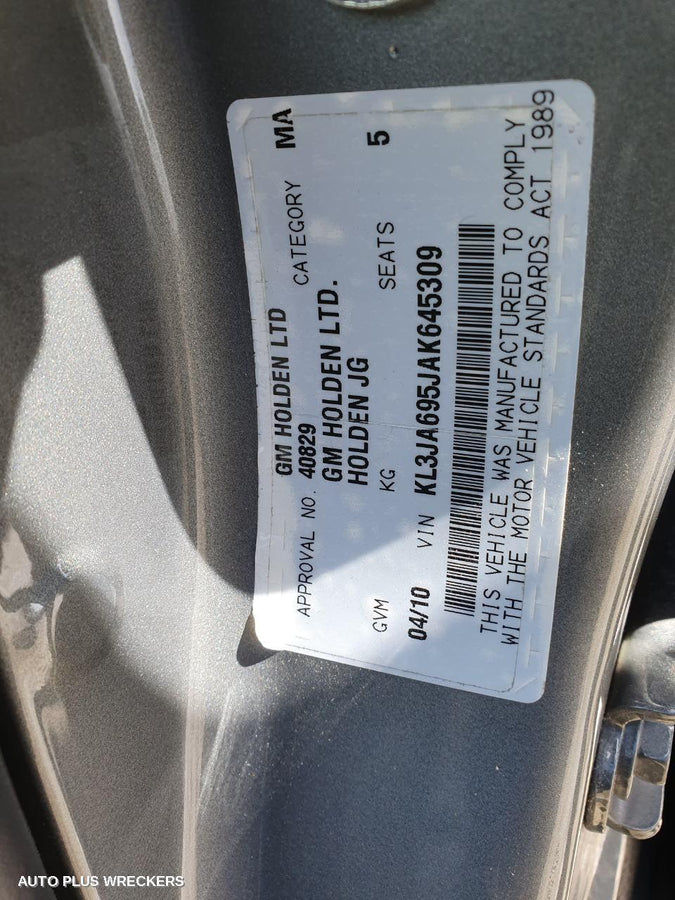 GM HOLDEN LTD
APPROVAL NO. 40829 CATEGORY MA
GM HOLDEN LTD.
HOLDEN JG
GVM KG SEATS 5
04/10 VIN KL3JA695JAK645309
THIS VEHICLE WAS MANUFACTURED TO COMPLY
WITH THE MOTOR VEHICLE STANDARDS ACT 1989
AUTO PLUS WRECKERS